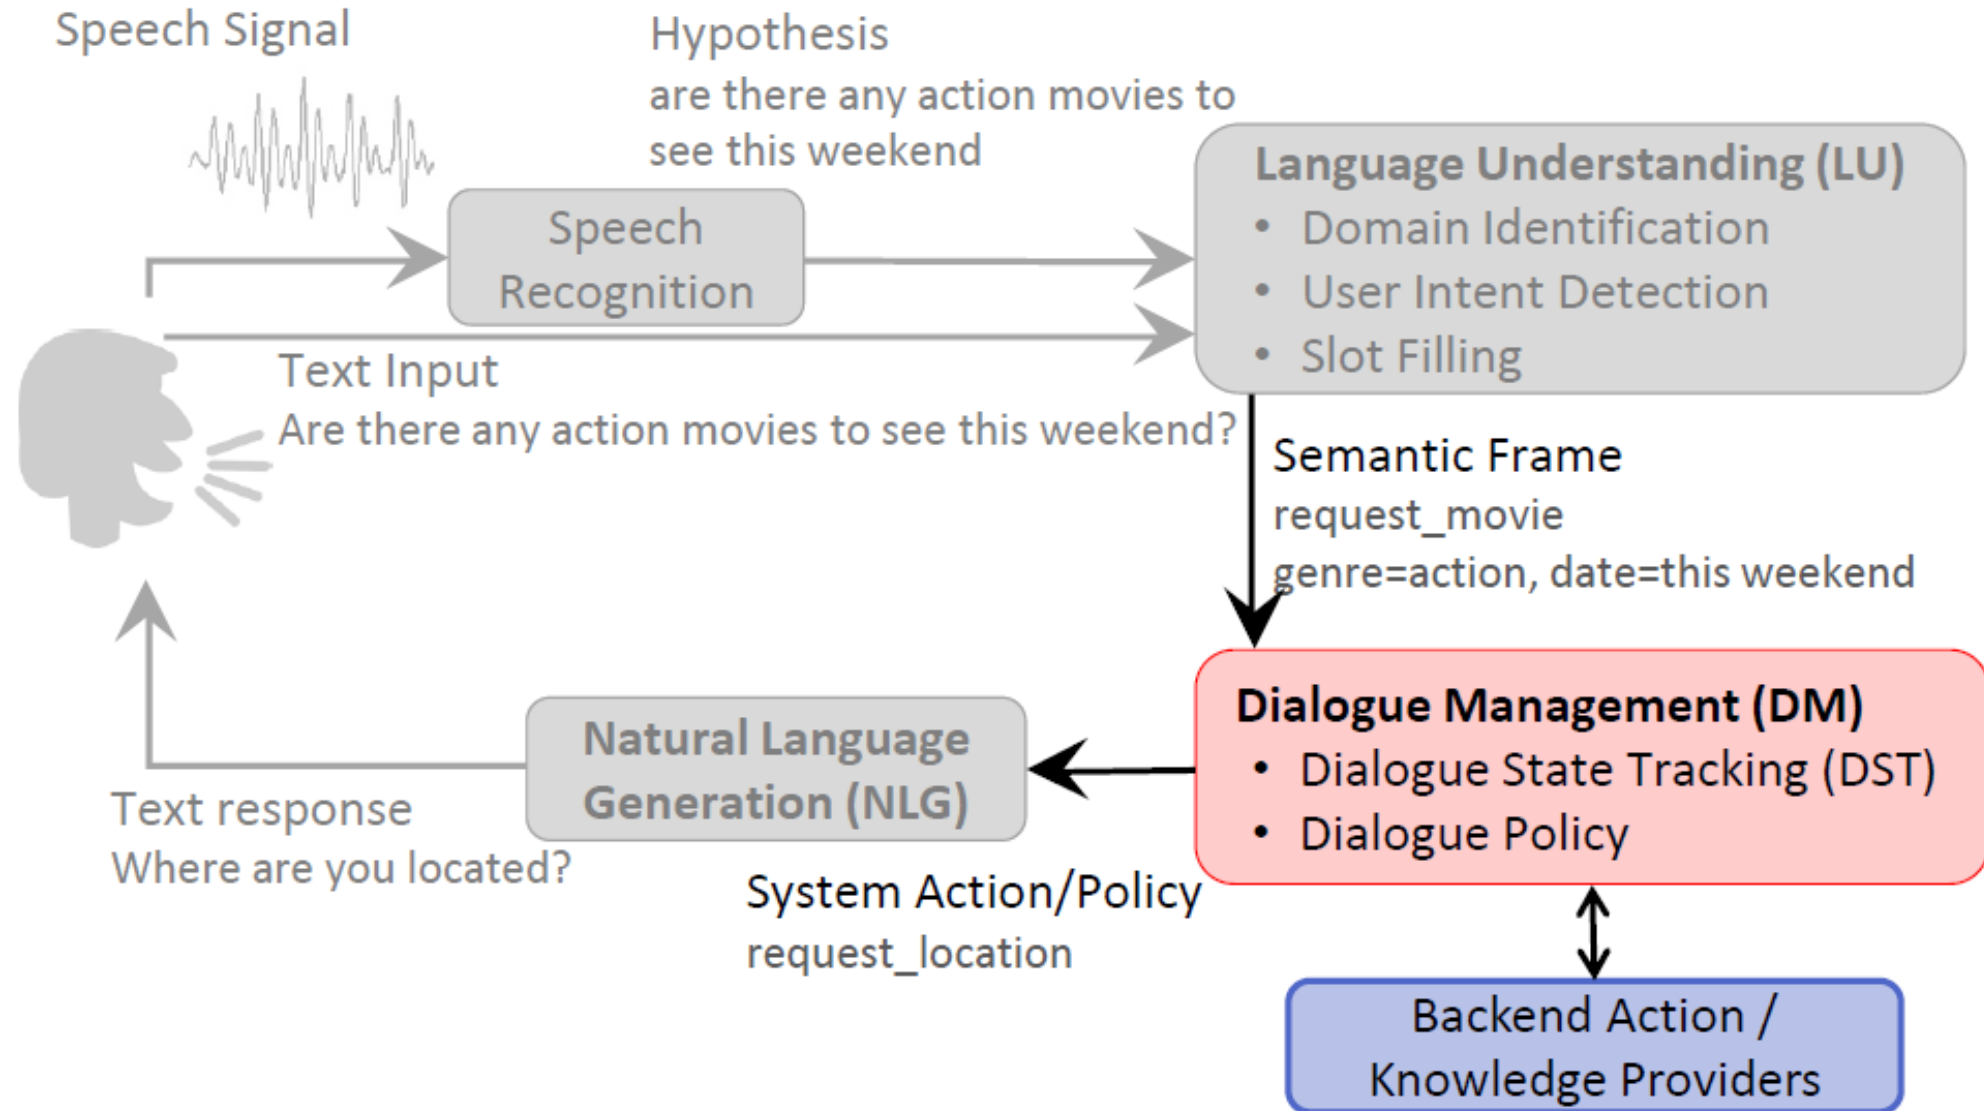 Speech Signal
Hypothesis
are there any action movies to
see this weekend
Speech
Recognition
Language Understanding (LU)
• Domain Identification
• User Intent Detection
• Slot Filling
Text Input
Are there any action movies to see this weekend?
Semantic Frame
request_movie
genre=action, date=this weekend
Dialogue Management (DM)
• Dialogue State Tracking (DST)
• Dialogue Policy
Natural Language
Generation (NLG)
Text response
Where are you located?
System Action/Policy
request_location
Backend Action /
Knowledge Providers